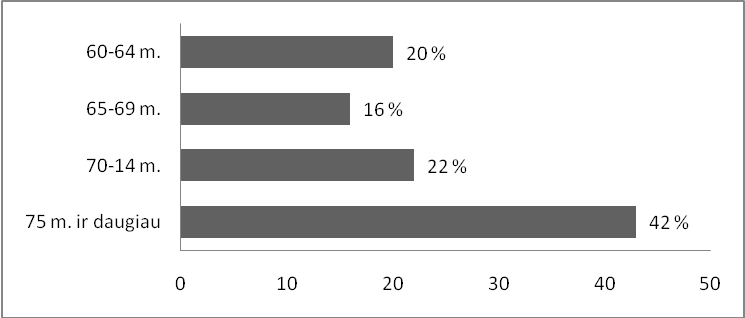 60-64 m.
20 %
65-69 m.
16 %
70-14 m.
22 %
75 m. ir daugiau
42 %
0 10 20 30 40 50